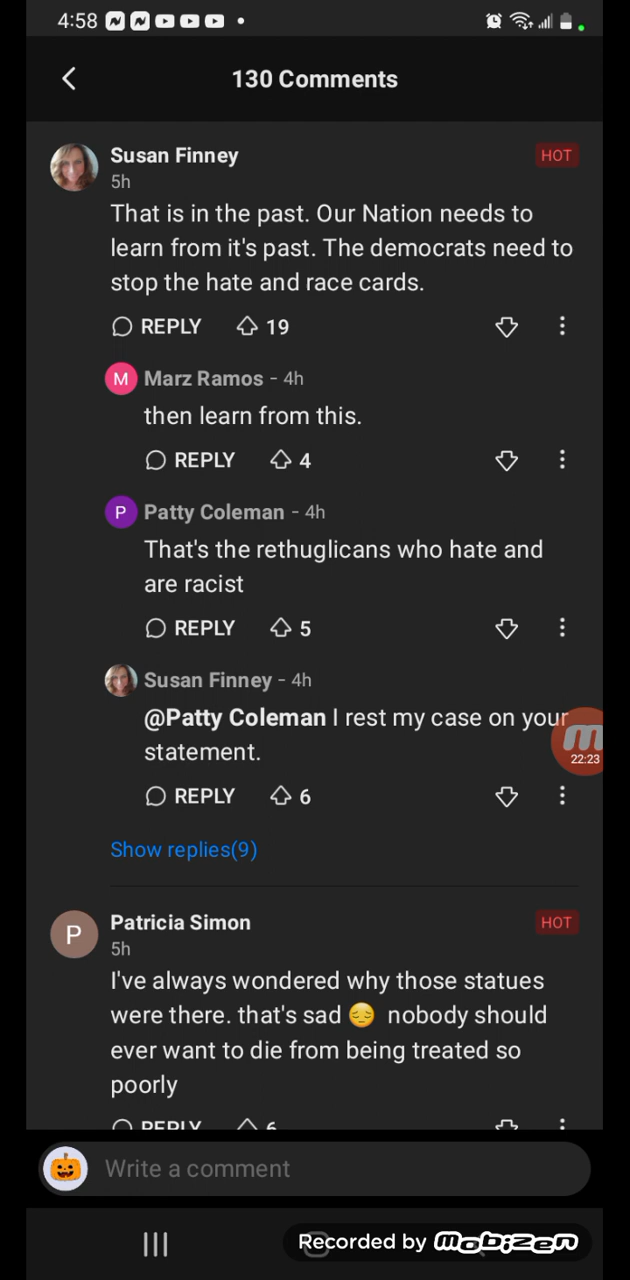 4:58
130 Comments
Susan Finney
HOT
5h
That is in the past. Our Nation needs to
learn from it's past. The democrats need to
stop the hate and race cards.
REPLY 19
M Marz Ramos - 4h
then learn from this.
REPLY 4
P Patty Coleman - 4h
That's the rethuglicans who hate and
are racist
REPLY 5
Susan Finney - 4h
@Patty Coleman I rest my case on your
statement.
m
22:23
REPLY 6
Show replies(9)
P Patricia Simon
HOT
5h
I've always wondered why those statues
were there. that's sad 😔 nobody should
ever want to die from being treated so
poorly
REPLY 6
Write a comment
Recorded by mobizen